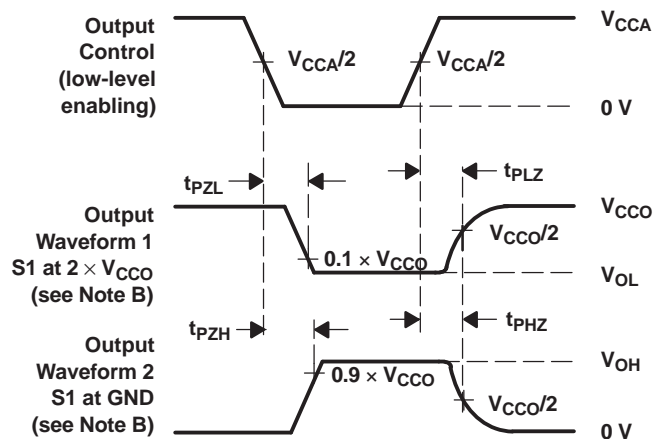 Output
Control
(low-level
enabling)
V_CCA/2
V_CCA/2
V_CCA
0 V
t_PZL
t_PLZ
Output
Waveform 1
S1 at 2 × V_CCO
(see Note B)
0.1 × V_CCO
V_CCO/2
V_CCO
V_OL
t_PZH
t_PHZ
Output
Waveform 2
S1 at GND
(see Note B)
0.9 × V_CCO
V_CCO/2
V_OH
0 V